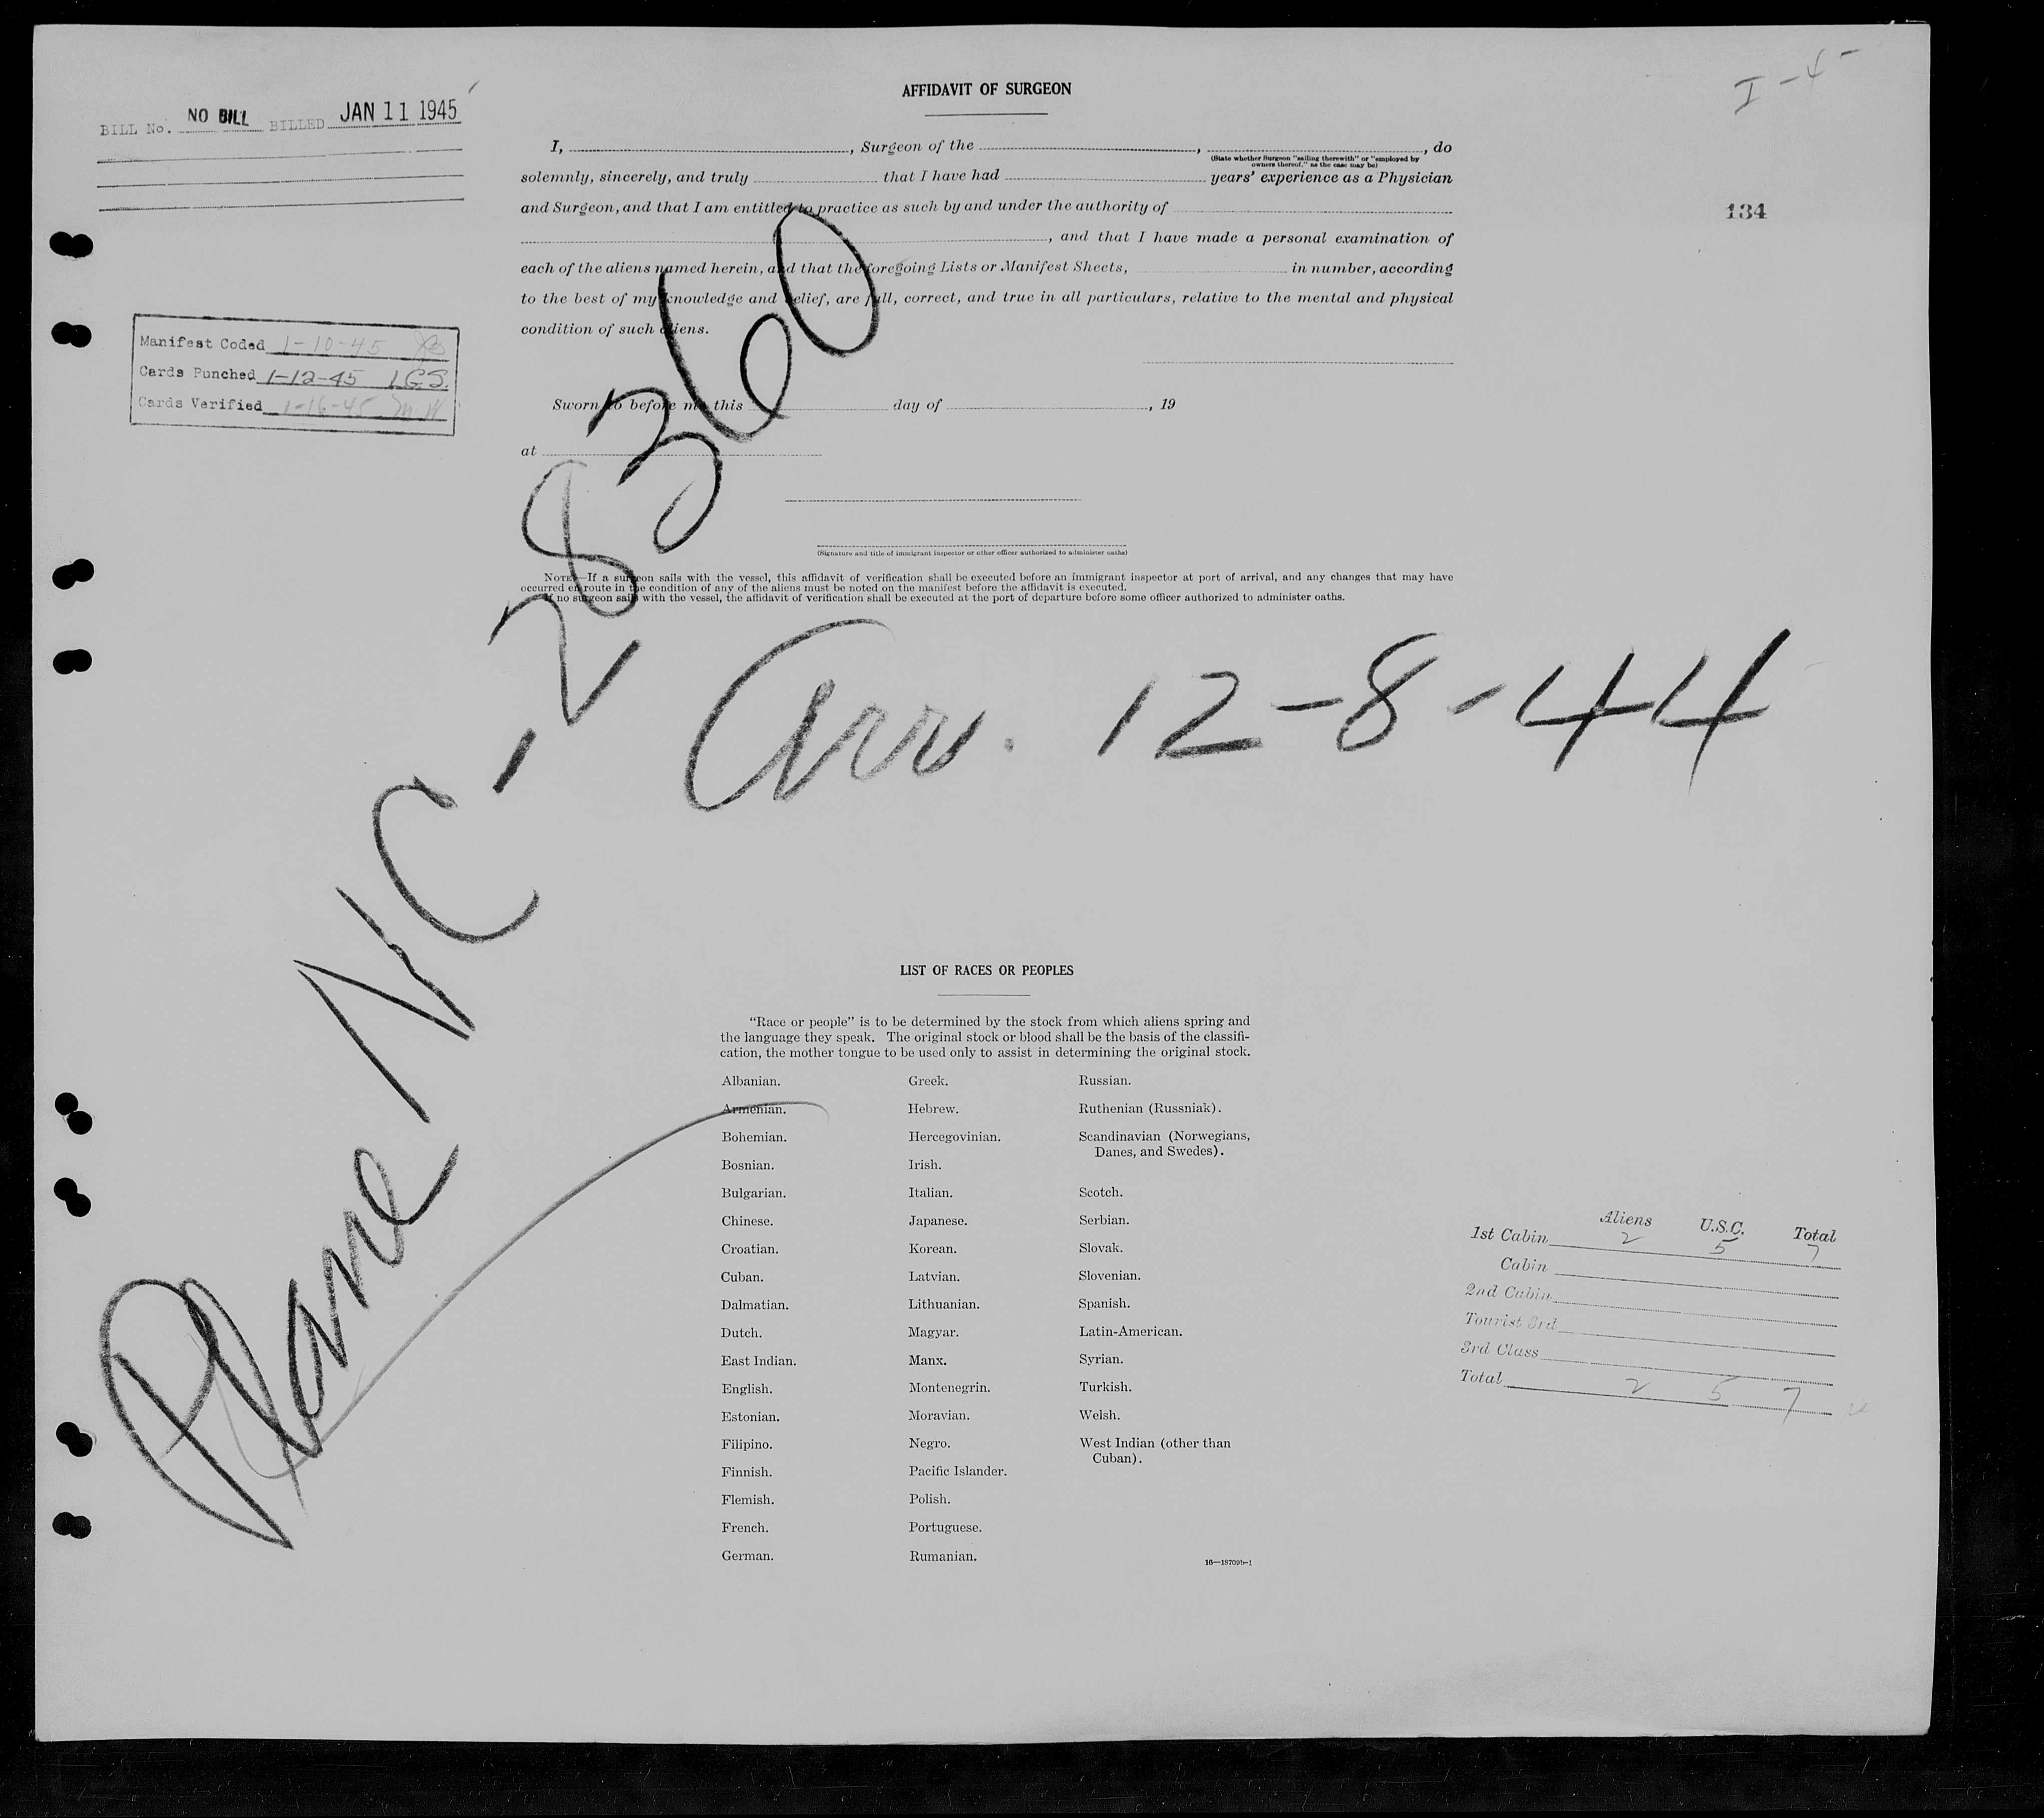 I-4-
AFFIDAVIT OF SURGEON
BILL No. NO BILL BILLED JAN 11 1945
I, , Surgeon of the , , do
(State whether Surgeon "sailing therewith" or "employed by
owners thereof," as the case may be)
solemnly, sincerely, and truly that I have had years' experience as a Physician
and Surgeon, and that I am entitled to practice as such by and under the authority of
134
, and that I have made a personal examination of
each of the aliens named herein, and that the foregoing Lists or Manifest Sheets, in number, according
to the best of my knowledge and belief, are full, correct, and true in all particulars, relative to the mental and physical
condition of such aliens.
Manifest Coded 1-10-45
Cards Punched 1-12-45 I.G.S.
Cards Verified 1-16-45 M W
Sworn to before me this day of , 19
at
(Signature and title of immigrant inspector or other officer authorized to administer oaths)
NOTE.—If a surgeon sails with the vessel, this affidavit of verification shall be executed before an immigrant inspector at port of arrival, and any changes that may have
occurred en route in the condition of any of the aliens must be noted on the manifest before the affidavit is executed.
If no surgeon sails with the vessel, the affidavit of verification shall be executed at the port of departure before some officer authorized to administer oaths.
Plane NC-28360
Arr. 12-8-44
LIST OF RACES OR PEOPLES
"Race or people" is to be determined by the stock from which aliens spring and
the language they speak. The original stock or blood shall be the basis of the classifi-
cation, the mother tongue to be used only to assist in determining the original stock.
Albanian.
Armenian.
Bohemian.
Bosnian.
Bulgarian.
Chinese.
Croatian.
Cuban.
Dalmatian.
Dutch.
East Indian.
English.
Estonian.
Filipino.
Finnish.
Flemish.
French.
German.
Greek.
Hebrew.
Hercegovinian.
Irish.
Italian.
Japanese.
Korean.
Latvian.
Lithuanian.
Magyar.
Manx.
Montenegrin.
Moravian.
Negro.
Pacific Islander.
Polish.
Portuguese.
Rumanian.
Russian.
Ruthenian (Russniak).
Scandinavian (Norwegians,
Danes, and Swedes).
Scotch.
Serbian.
Slovak.
Slovenian.
Spanish.
Latin-American.
Syrian.
Turkish.
Welsh.
West Indian (other than
Cuban).
16—18709b-1
Aliens U.S.C. Total
1st Cabin 2 5 7
Cabin
2nd Cabin
Tourist 3rd
3rd Class
Total 2 5 7